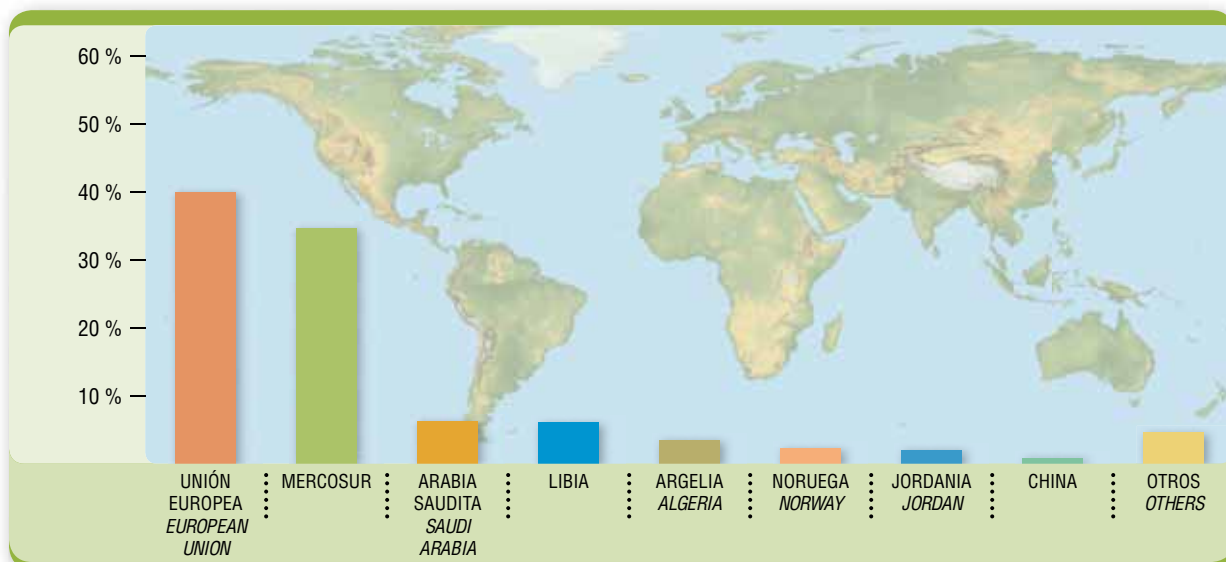 60 %
50 %
40 %
30 %
20 %
10 %
UNIÓN
EUROPEA
EUROPEAN
UNION
MERCOSUR
ARABIA
SAUDITA
SAUDI
ARABIA
LIBIA
ARGELIA
ALGERIA
NORUEGA
NORWAY
JORDANIA
JORDAN
CHINA
OTROS
OTHERS